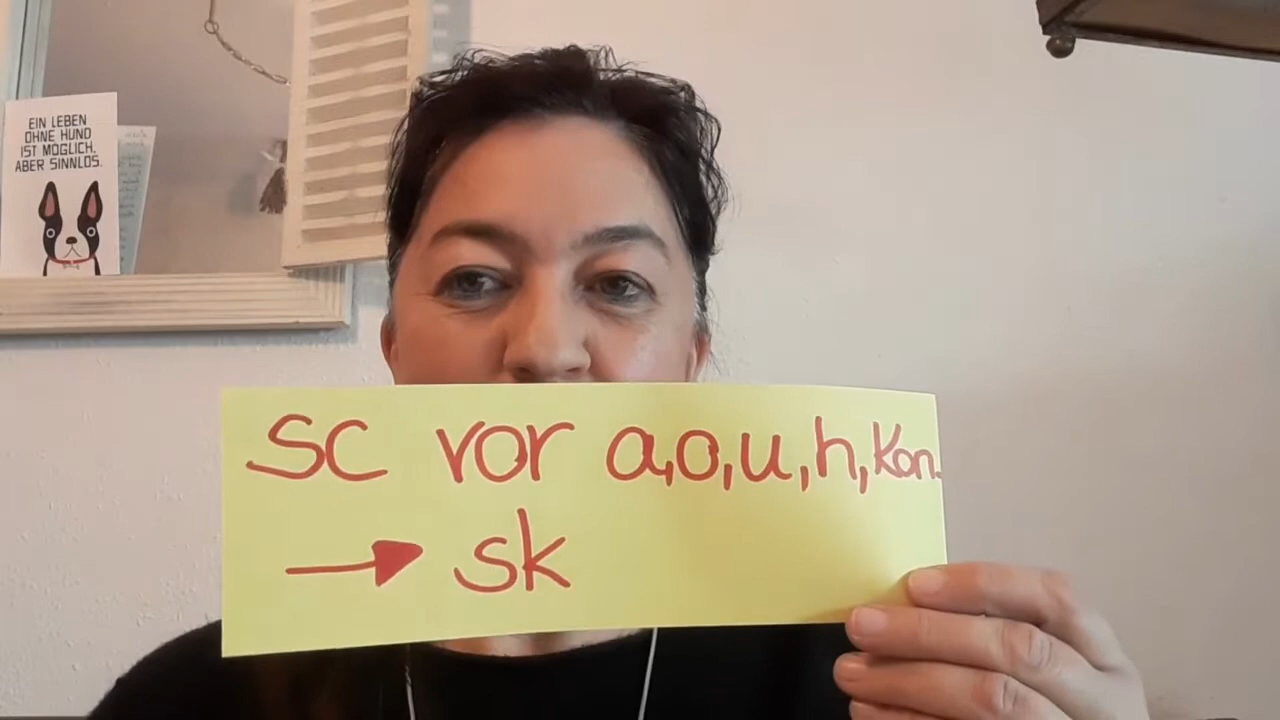 EIN LEBEN
OHNE HUND
IST MÖGLICH,
ABER SINNLOS.
SC vor a,o,u,h,Kon.
→ sk